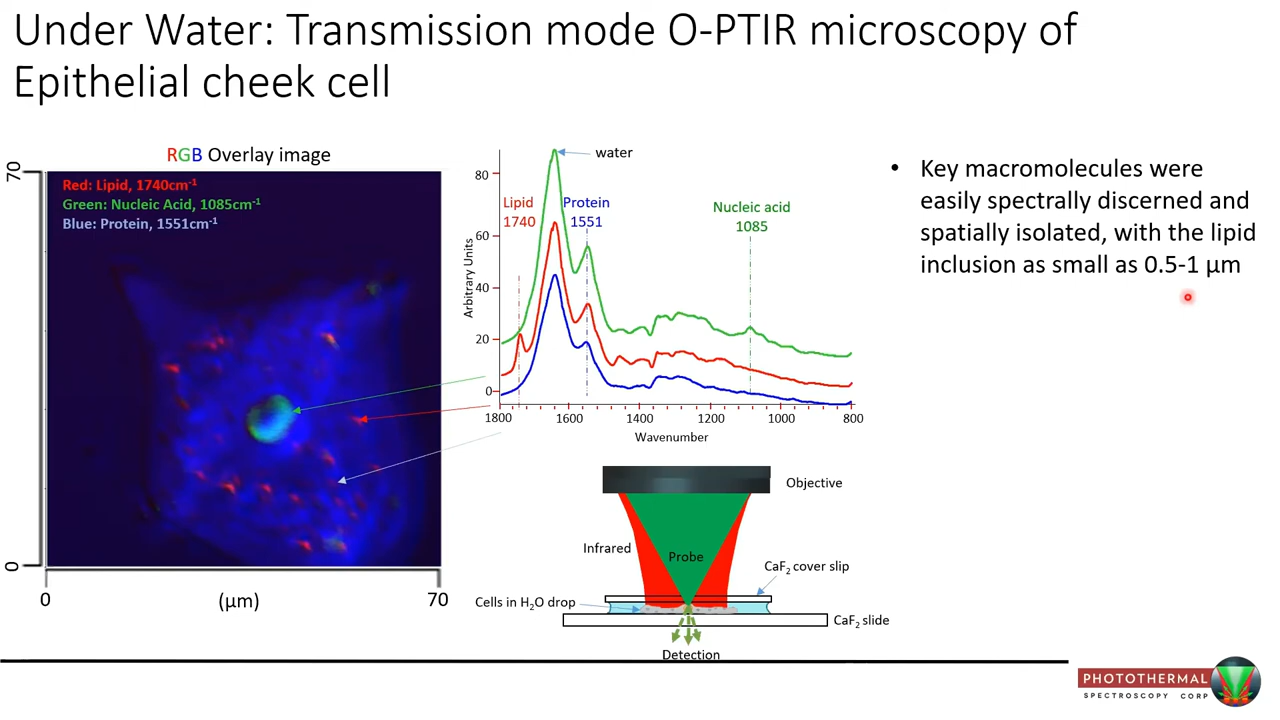 Under Water: Transmission mode O-PTIR microscopy of
Epithelial cheek cell
RGB Overlay image
Red: Lipid, 1740cm⁻¹
Green: Nucleic Acid, 1085cm⁻¹
Blue: Protein, 1551cm⁻¹
70
0
0
(µm)
70
water
Lipid
1740
Protein
1551
Nucleic acid
1085
Arbitrary Units
80
60
40
20
0
1800
1600
1400
1200
1000
800
Wavenumber
Objective
Infrared
Probe
CaF₂ cover slip
Cells in H₂O drop
CaF₂ slide
Detection
• Key macromolecules were
easily spectrally discerned and
spatially isolated, with the lipid
inclusion as small as 0.5-1 µm
PHOTOTHERMAL
SPECTROSCOPY CORP